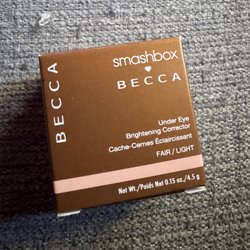 BECCA
smashbox
BECCA
Under Eye
Brightening Corrector
Cache-Cernes Éclaircissant
FAIR / LIGHT
Net Wt./Poids Net 0.15 oz./4.5 g